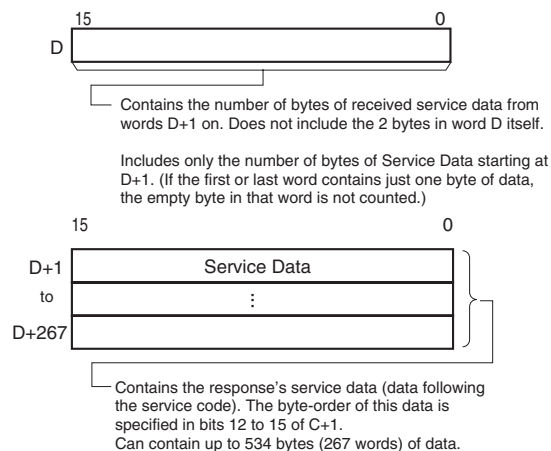 15 0
D
Contains the number of bytes of received service data from
words D+1 on. Does not include the 2 bytes in word D itself.
Includes only the number of bytes of Service Data starting at
D+1. (If the first or last word contains just one byte of data,
the empty byte in that word is not counted.)
15 0
D+1 Service Data
to ⋮
D+267
Contains the response's service data (data following
the service code). The byte-order of this data is
specified in bits 12 to 15 of C+1.
Can contain up to 534 bytes (267 words) of data.